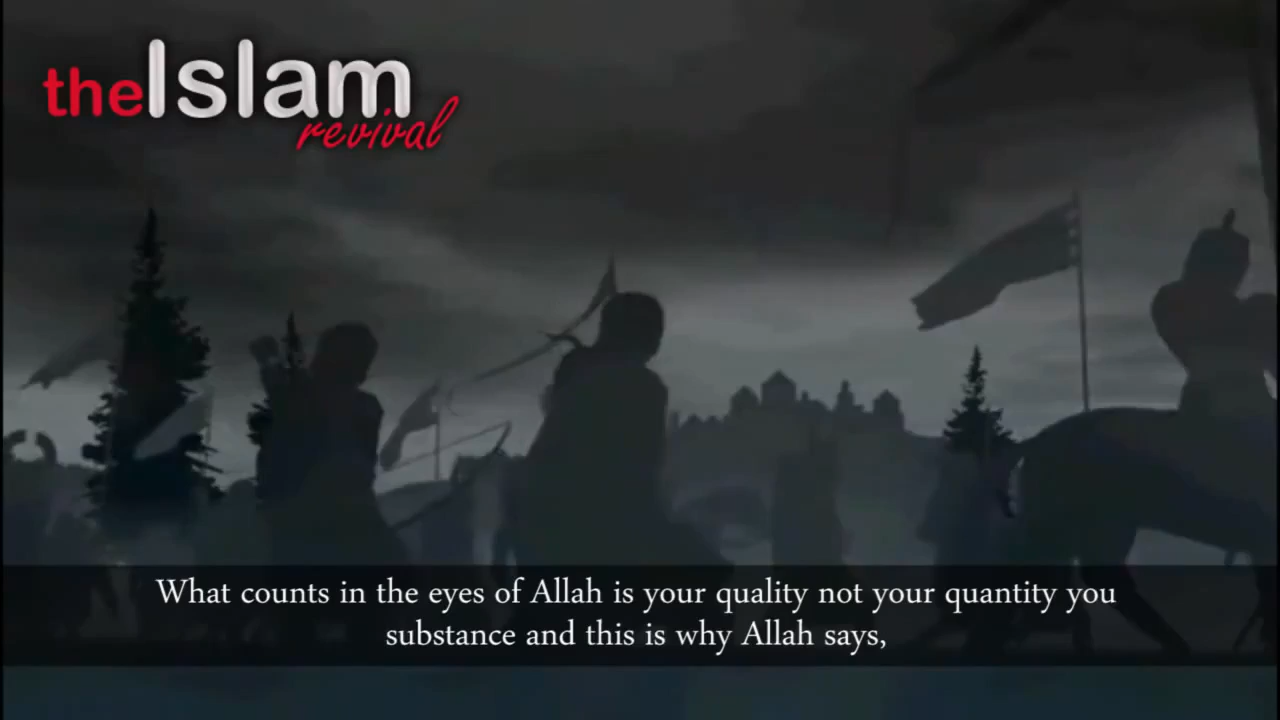 theIslam
revival
What counts in the eyes of Allah is your quality not your quantity you
substance and this is why Allah says,